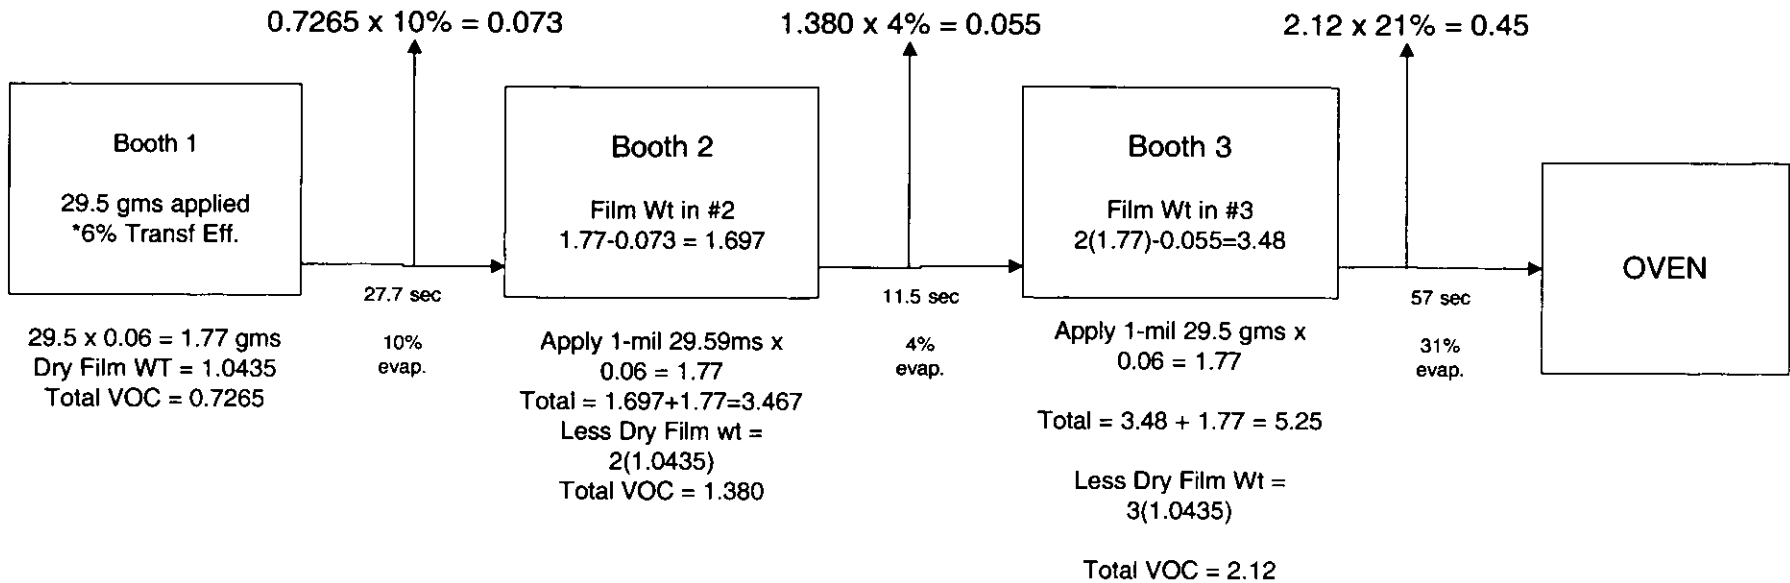 0.7265 x 10% = 0.073
1.380 x 4% = 0.055
2.12 x 21% = 0.45
Booth 1
29.5 gms applied
*6% Transf Eff.
29.5 x 0.06 = 1.77 gms
Dry Film WT = 1.0435
Total VOC = 0.7265
27.7 sec
10%
evap.
Booth 2
Film Wt in #2
1.77-0.073 = 1.697
Apply 1-mil 29.59ms x
0.06 = 1.77
Total = 1.697+1.77=3.467
Less Dry Film wt =
2(1.0435)
Total VOC = 1.380
11.5 sec
4%
evap.
Booth 3
Film Wt in #3
2(1.77)-0.055=3.48
Apply 1-mil 29.5 gms x
0.06 = 1.77
Total = 3.48 + 1.77 = 5.25
Less Dry Film Wt =
3(1.0435)
Total VOC = 2.12
57 sec
31%
evap.
OVEN